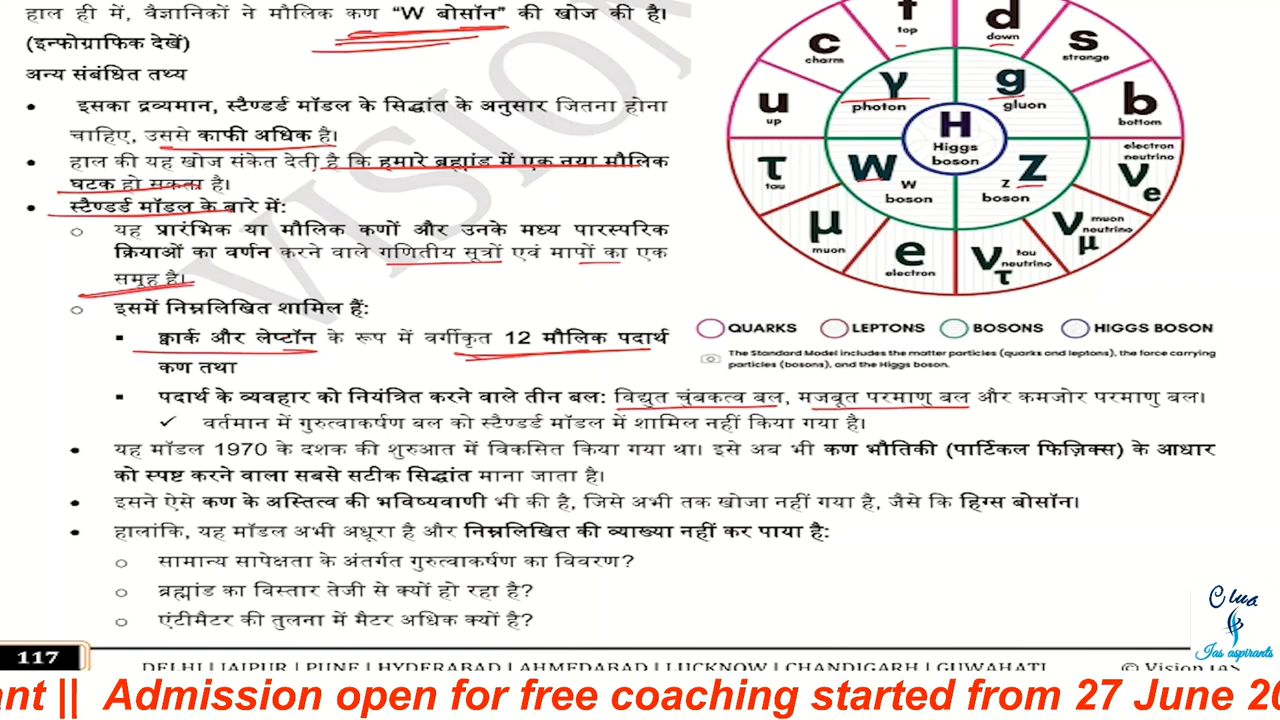 हाल ही में, वैज्ञानिकों ने मौलिक कण “W बोसॉन” की खोज की है।
(इन्फोग्राफिक देखें)
अन्य संबंधित तथ्य
• इसका द्रव्यमान, स्टैण्डर्ड मॉडल के सिद्धांत के अनुसार जितना होना
चाहिए, उससे काफी अधिक है।
• हाल की यह खोज संकेत देती है कि हमारे ब्रह्मांड में एक नया मौलिक
घटक हो सकता है।
• स्टैण्डर्ड मॉडल के बारे में:
○ यह प्रारंभिक या मौलिक कणों और उनके मध्य पारस्परिक
क्रियाओं का वर्णन करने वाले गणितीय सूत्रों एवं मापों का एक
समूह है।
○ इसमें निम्नलिखित शामिल हैं:
▪ क्वार्क और लेप्टॉन के रूप में वर्गीकृत 12 मौलिक पदार्थ
कण तथा
▪ पदार्थ के व्यवहार को नियंत्रित करने वाले तीन बल: विद्युत चुंबकत्व बल, मजबूत परमाणु बल और कमजोर परमाणु बल।
✓ वर्तमान में गुरुत्वाकर्षण बल को स्टैण्डर्ड मॉडल में शामिल नहीं किया गया है।
• यह मॉडल 1970 के दशक की शुरुआत में विकसित किया गया था। इसे अब भी कण भौतिकी (पार्टिकल फिज़िक्स) के आधार
को स्पष्ट करने वाला सबसे सटीक सिद्धांत माना जाता है।
• इसने ऐसे कण के अस्तित्व की भविष्यवाणी भी की है, जिसे अभी तक खोजा नहीं गया है, जैसे कि हिग्स बोसॉन।
• हालांकि, यह मॉडल अभी अधूरा है और निम्नलिखित की व्याख्या नहीं कर पाया है:
○ सामान्य सापेक्षता के अंतर्गत गुरुत्वाकर्षण का विवरण?
○ ब्रह्मांड का विस्तार तेजी से क्यों हो रहा है?
○ एंटीमैटर की तुलना में मैटर अधिक क्यों है?
VISION
t
top
d
down
c
charm
s
strange
γ
photon
g
gluon
u
up
b
bottom
H
Higgs
boson
τ
tau
W
W
boson
Z
Z
boson
electron
neutrino
νe
μ
muon
e
electron
ντ
tau
neutrino
νμ
muon
neutrino
QUARKS LEPTONS BOSONS HIGGS BOSON
The Standard Model includes the matter particles (quarks and leptons), the force carrying
particles (bosons), and the Higgs boson.
117
DELHI | JAIPUR | PUNE | HYDERABAD | AHMEDABAD | LUCKNOW | CHANDIGARH | GUWAHATI
© Vision IAS
Ias aspirants
ant || Admission open for free coaching started from 27 June 20